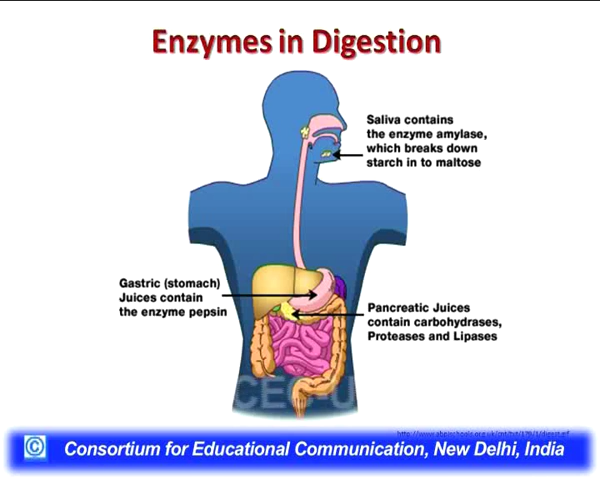 Enzymes in Digestion
Saliva contains
the enzyme amylase,
which breaks down
starch in to maltose
Gastric (stomach)
Juices contain
the enzyme pepsin
Pancreatic Juices
contain carbohydrases,
Proteases and Lipases
CEC-U
© Consortium for Educational Communication, New Delhi, India